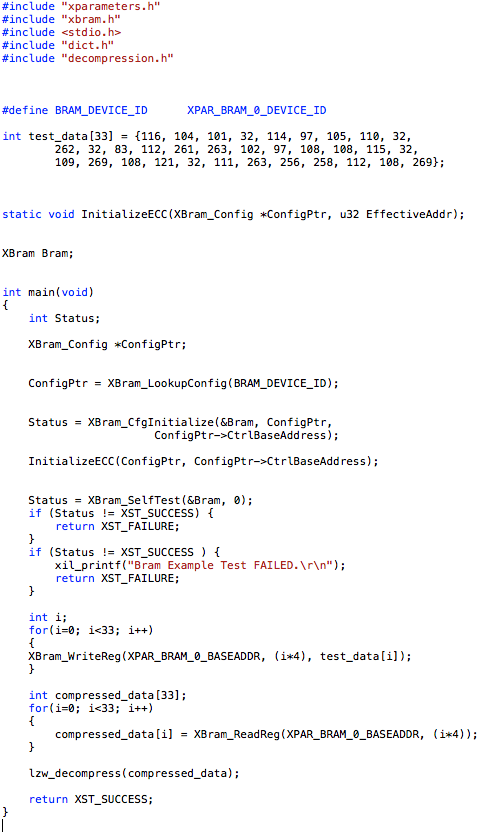 #include "xparameters.h"
#include "xbram.h"
#include <stdio.h>
#include "dict.h"
#include "decompression.h"
#define BRAM_DEVICE_ID      XPAR_BRAM_0_DEVICE_ID
int test_data[33] = {116, 104, 101, 32, 114, 97, 105, 110, 32,
        262, 32, 83, 112, 261, 263, 102, 97, 108, 108, 115, 32,
        109, 269, 108, 121, 32, 111, 263, 256, 258, 112, 108, 269};
static void InitializeECC(XBram_Config *ConfigPtr, u32 EffectiveAddr);
XBram Bram;
int main(void)
{
    int Status;
    XBram_Config *ConfigPtr;
    ConfigPtr = XBram_LookupConfig(BRAM_DEVICE_ID);
    Status = XBram_CfgInitialize(&Bram, ConfigPtr,
                       ConfigPtr->CtrlBaseAddress);
    InitializeECC(ConfigPtr, ConfigPtr->CtrlBaseAddress);
    Status = XBram_SelfTest(&Bram, 0);
    if (Status != XST_SUCCESS) {
        return XST_FAILURE;
    }
    if (Status != XST_SUCCESS ) {
        xil_printf("Bram Example Test FAILED.\r\n");
        return XST_FAILURE;
    }
    int i;
    for(i=0; i<33; i++)
    {
    XBram_WriteReg(XPAR_BRAM_0_BASEADDR, (i*4), test_data[i]);
    }
    int compressed_data[33];
    for(i=0; i<33; i++)
    {
        compressed_data[i] = XBram_ReadReg(XPAR_BRAM_0_BASEADDR, (i*4));
    }
    lzw_decompress(compressed_data);
    return XST_SUCCESS;
}